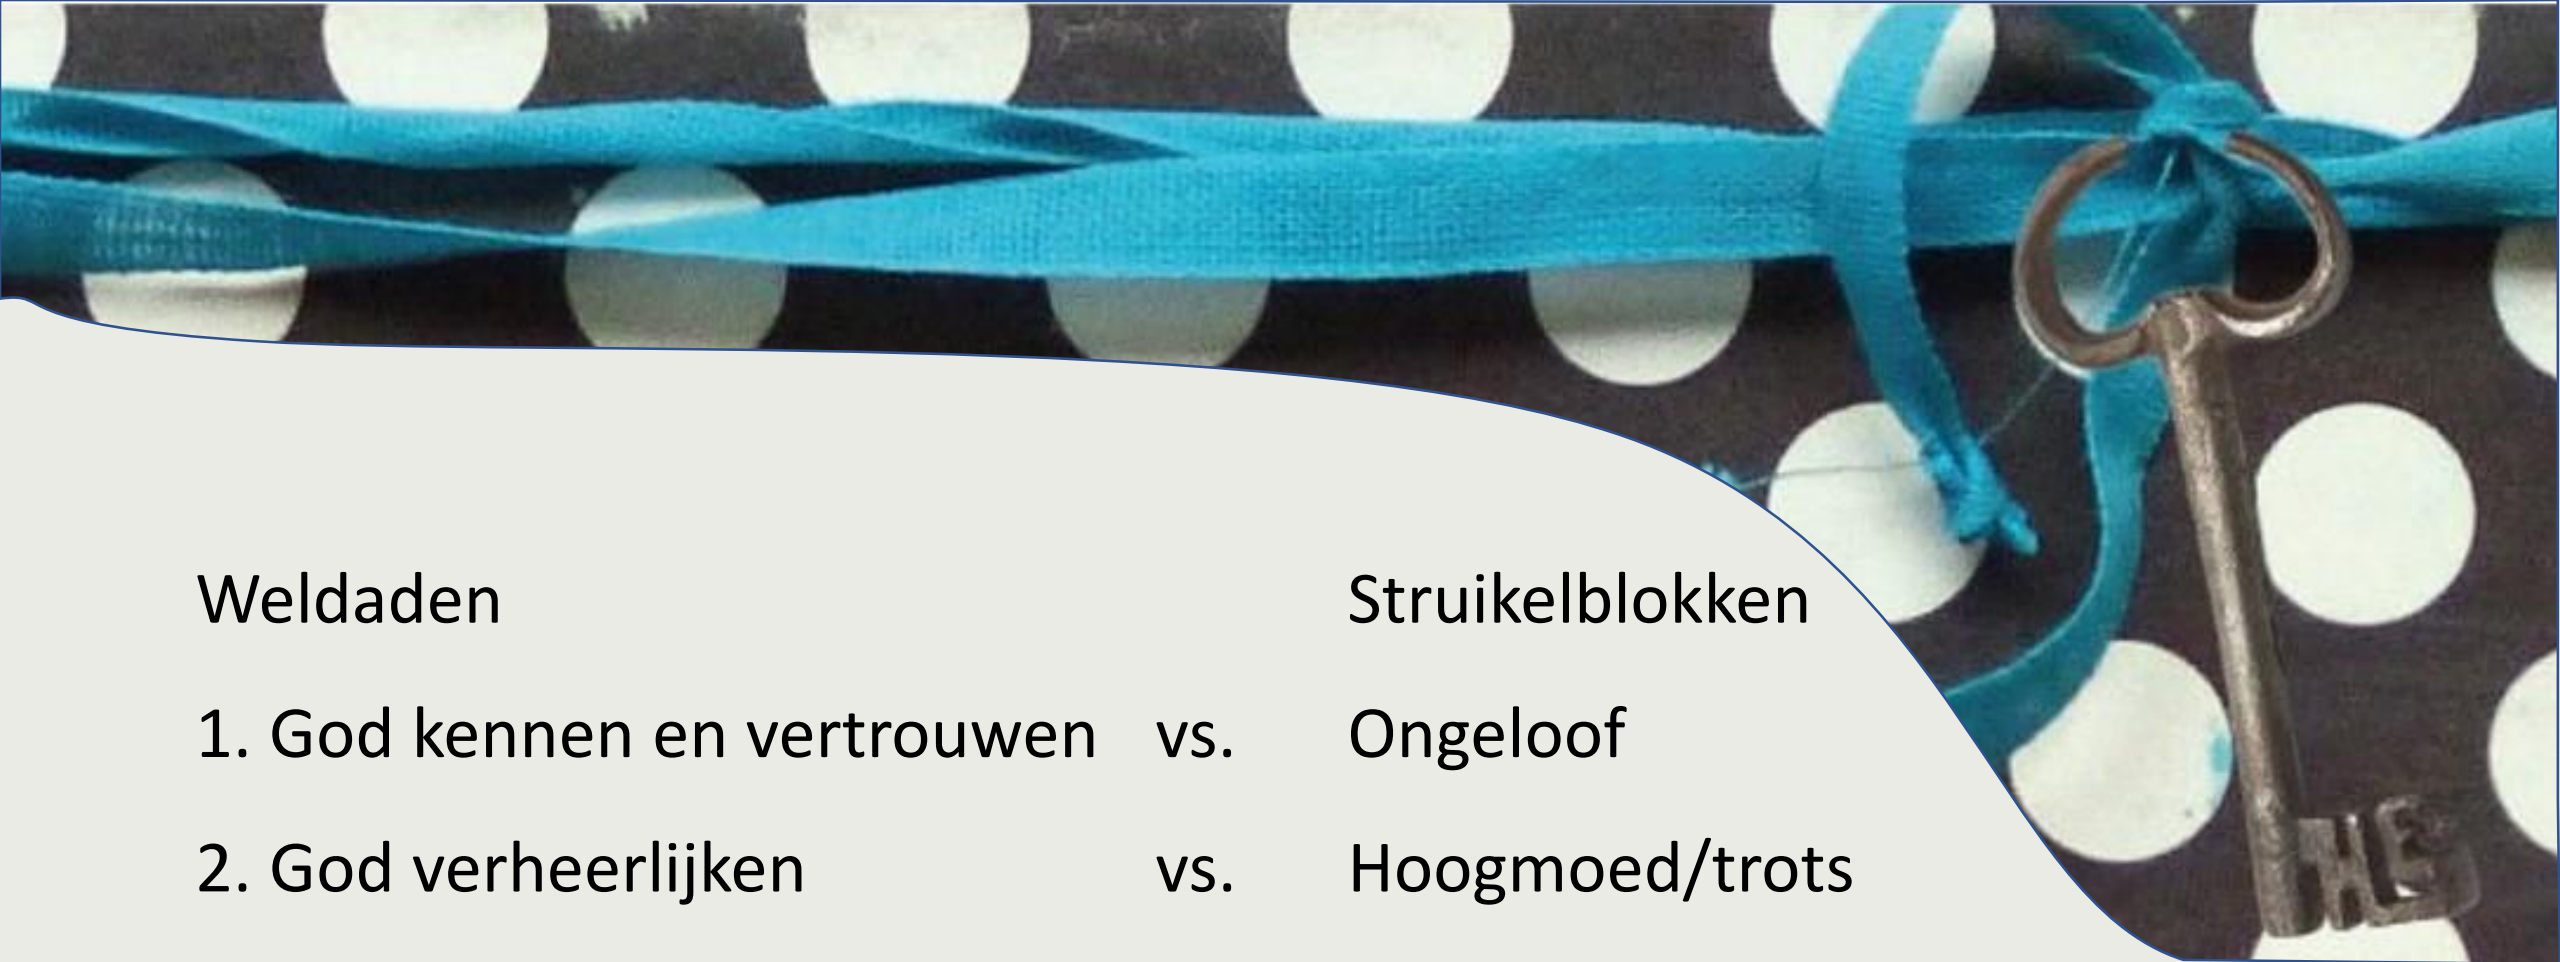 Weldaden Struikelblokken
1. God kennen en vertrouwen vs. Ongeloof
2. God verheerlijken vs. Hoogmoed/trots